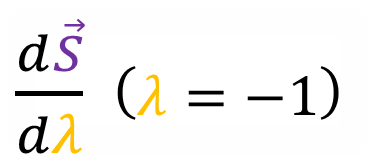 dS⃗/dλ (λ = −1)